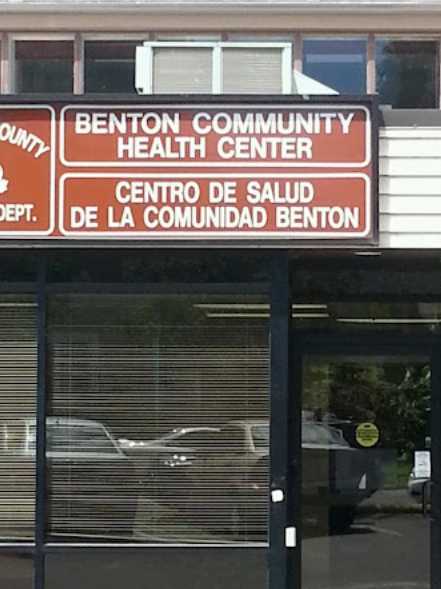 OUNTY
DEPT.
BENTON COMMUNITY
HEALTH CENTER
CENTRO DE SALUD
DE LA COMUNIDAD BENTON